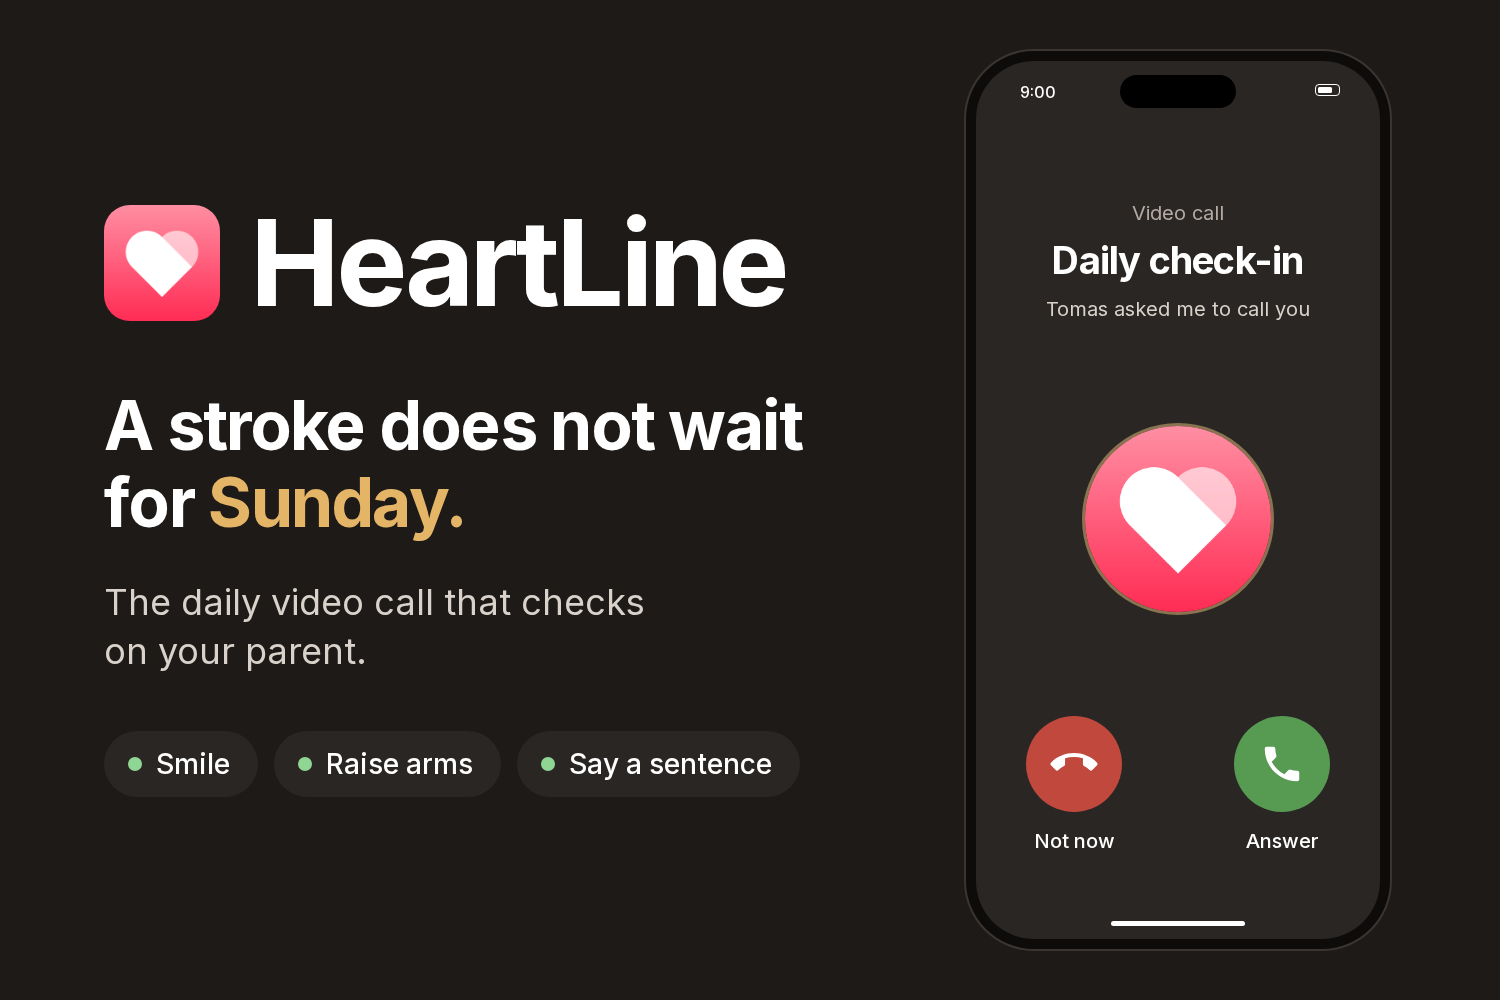 HeartLine
A stroke does not wait
for Sunday.
The daily video call that checks
on your parent.
Smile
Raise arms
Say a sentence
9:00
Video call
Daily check-in
Tomas asked me to call you
Not now
Answer